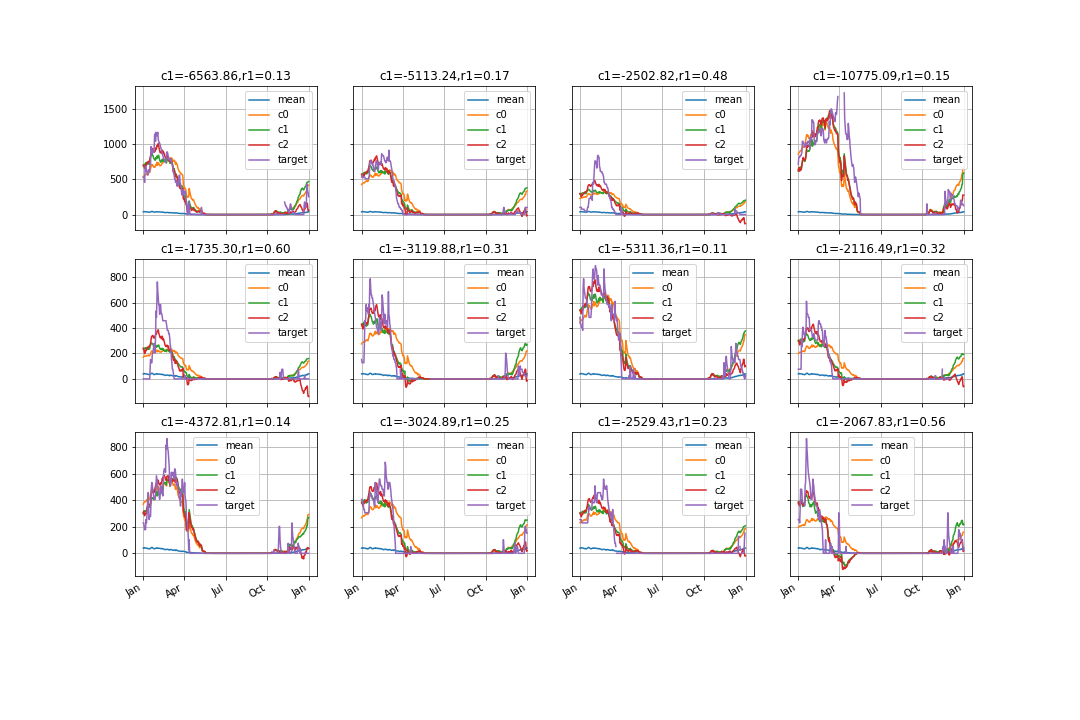 c1=-6563.86,r1=0.13 c1=-5113.24,r1=0.17 c1=-2502.82,r1=0.48 c1=-10775.09,r1=0.15
1500
1000
500
0
mean
c0
c1
c2
target
mean
c0
c1
c2
target
mean
c0
c1
c2
target
mean
c0
c1
c2
target
c1=-1735.30,r1=0.60 c1=-3119.88,r1=0.31 c1=-5311.36,r1=0.11 c1=-2116.49,r1=0.32
800
600
400
200
0
mean
c0
c1
c2
target
mean
c0
c1
c2
target
mean
c0
c1
c2
target
mean
c0
c1
c2
target
c1=-4372.81,r1=0.14 c1=-3024.89,r1=0.25 c1=-2529.43,r1=0.23 c1=-2067.83,r1=0.56
800
600
400
200
0
mean
c0
c1
c2
target
mean
c0
c1
c2
target
mean
c0
c1
c2
target
mean
c0
c1
c2
target
Jan Apr Jul Oct Jan Jan Apr Jul Oct Jan Jan Apr Jul Oct Jan Jan Apr Jul Oct Jan